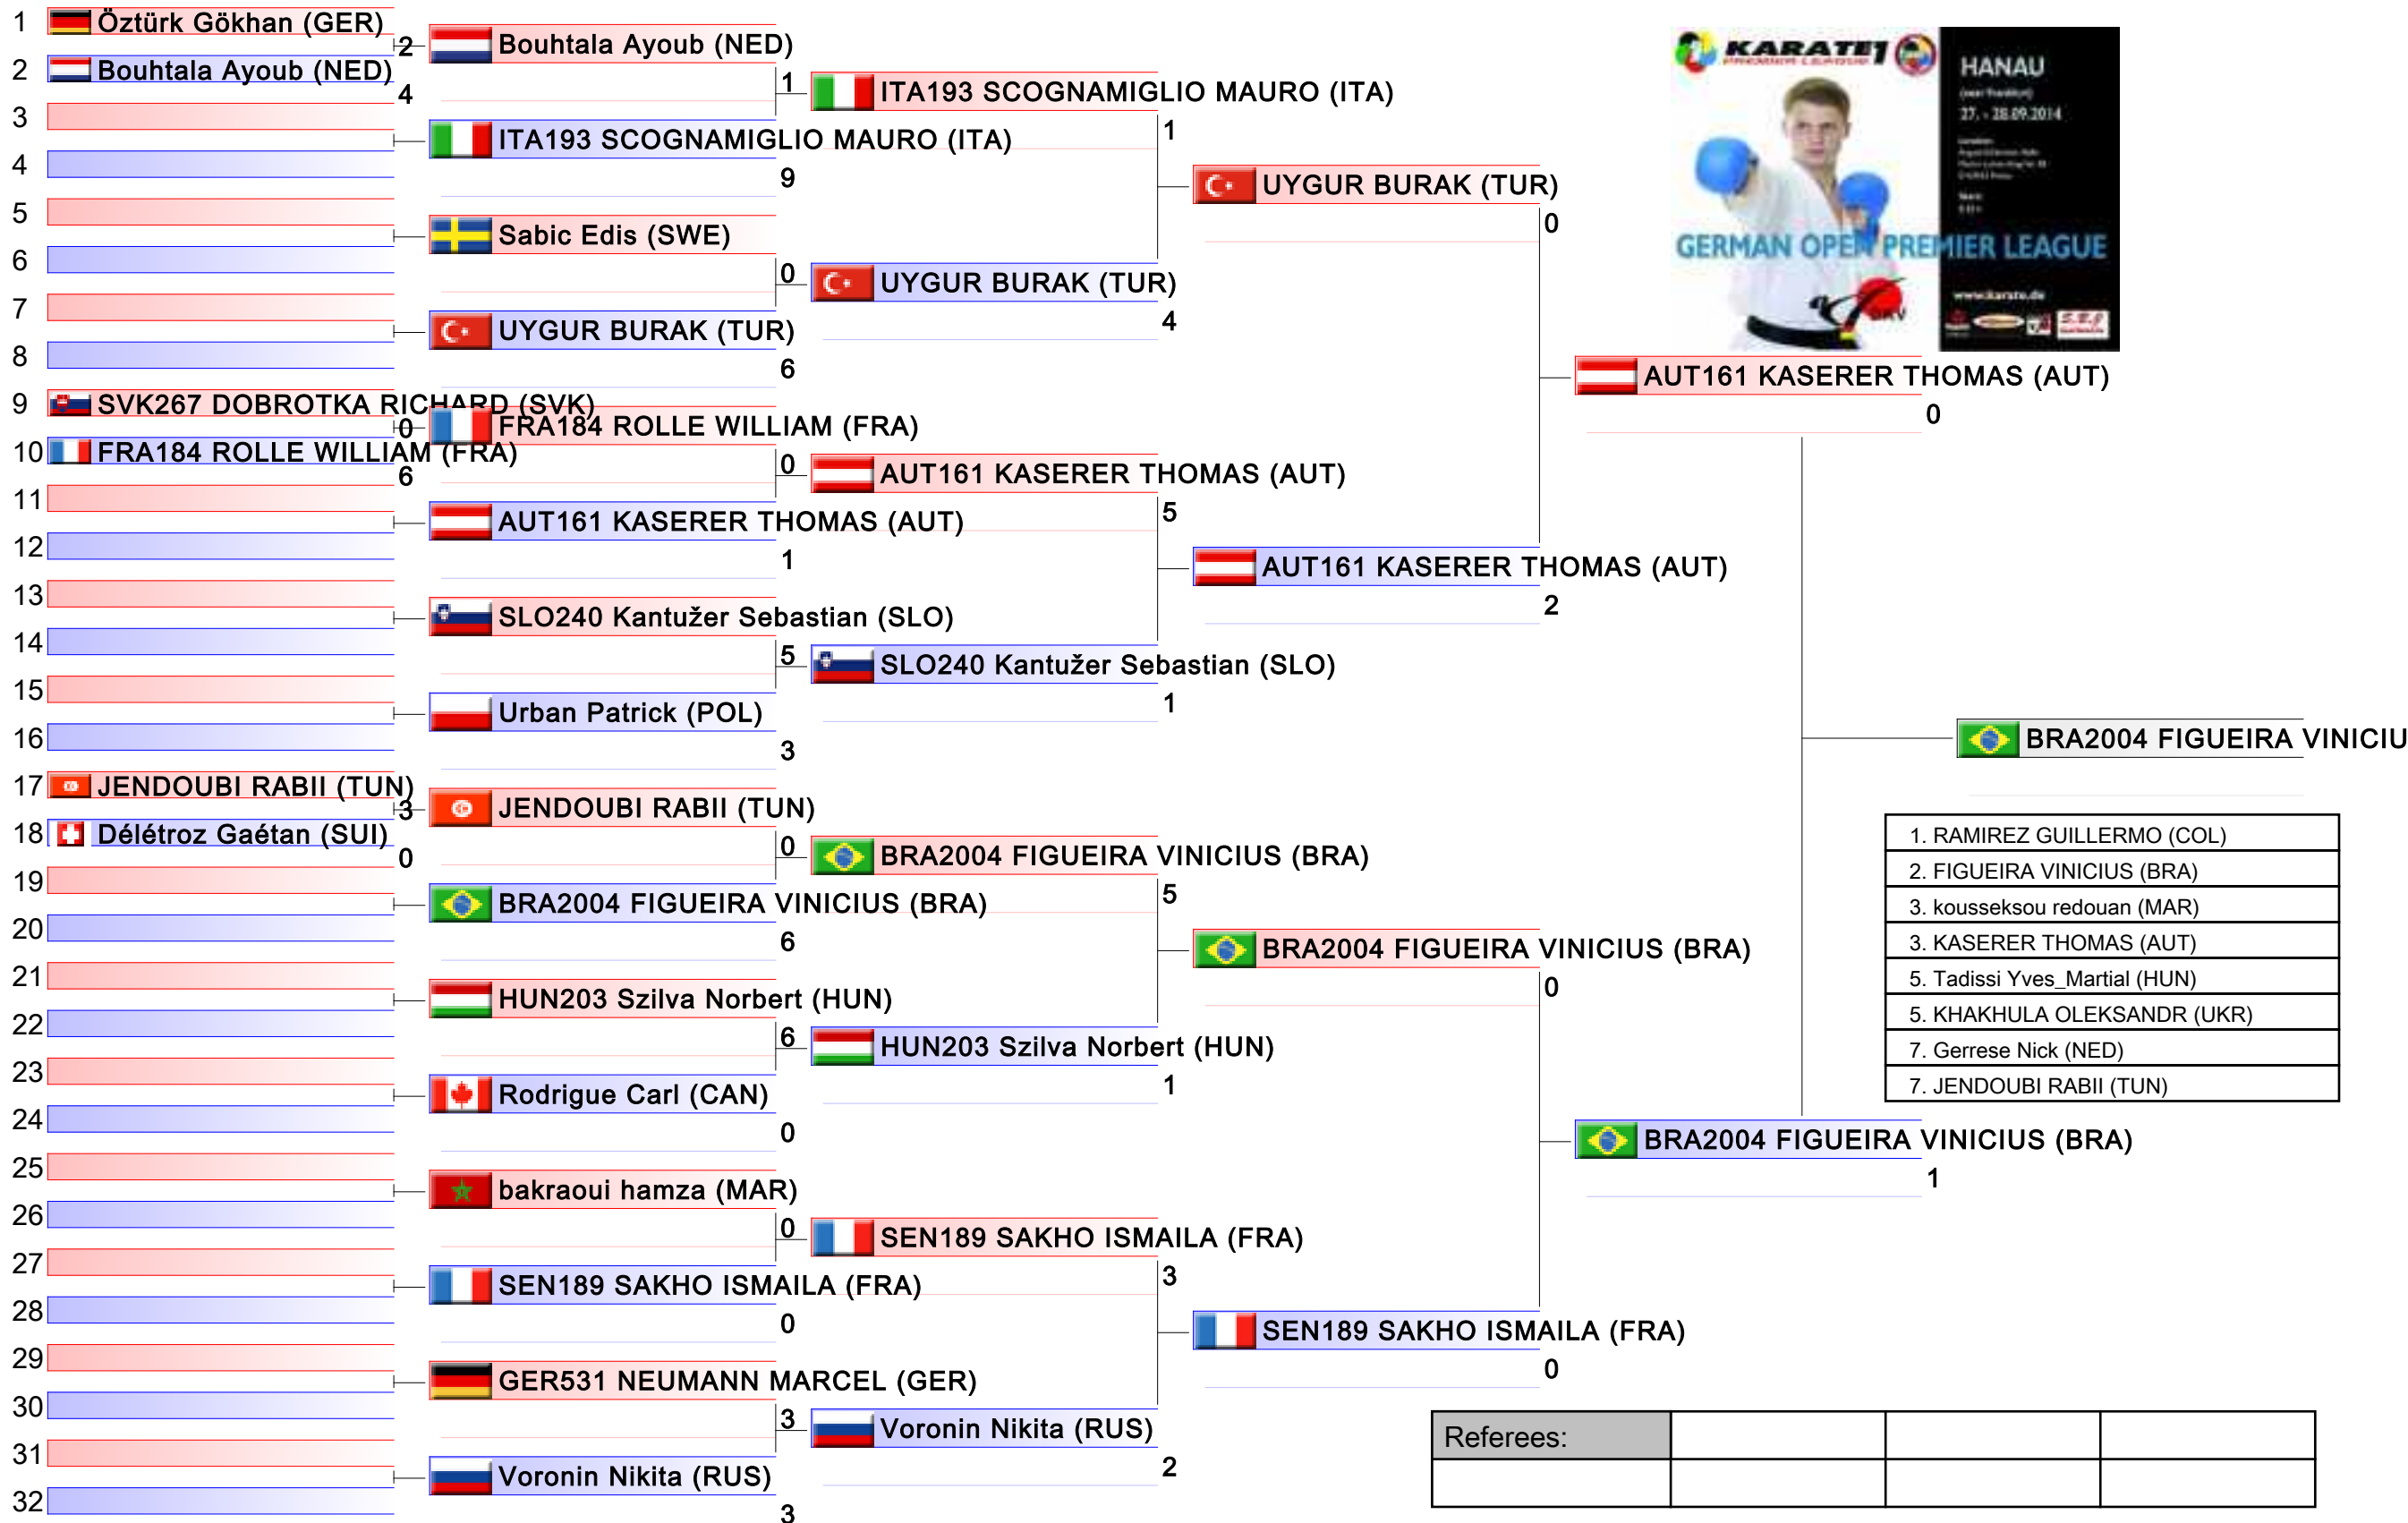 1 Öztürk Gökhan (GER)
2
2 Bouhtala Ayoub (NED)
4
3
4
5
6
7
8
9 SVK267 DOBROTKA RICHARD (SVK)
0
10 FRA184 ROLLE WILLIAM (FRA)
6
11
12
13
14
15
16
17 JENDOUBI RABII (TUN)
3
18 Délétroz Gaétan (SUI)
0
19
20
21
22
23
24
25
26
27
28
29
30
31
32
Bouhtala Ayoub (NED)
1
ITA193 SCOGNAMIGLIO MAURO (ITA)
9
Sabic Edis (SWE)
0
UYGUR BURAK (TUR)
6
FRA184 ROLLE WILLIAM (FRA)
0
AUT161 KASERER THOMAS (AUT)
1
SLO240 Kantužer Sebastian (SLO)
5
Urban Patrick (POL)
3
JENDOUBI RABII (TUN)
0
BRA2004 FIGUEIRA VINICIUS (BRA)
6
HUN203 Szilva Norbert (HUN)
6
Rodrigue Carl (CAN)
0
bakraoui hamza (MAR)
0
SEN189 SAKHO ISMAILA (FRA)
0
GER531 NEUMANN MARCEL (GER)
3
Voronin Nikita (RUS)
3
ITA193 SCOGNAMIGLIO MAURO (ITA)
1
UYGUR BURAK (TUR)
4
AUT161 KASERER THOMAS (AUT)
5
SLO240 Kantužer Sebastian (SLO)
1
BRA2004 FIGUEIRA VINICIUS (BRA)
5
HUN203 Szilva Norbert (HUN)
1
SEN189 SAKHO ISMAILA (FRA)
3
Voronin Nikita (RUS)
2
UYGUR BURAK (TUR)
0
AUT161 KASERER THOMAS (AUT)
2
BRA2004 FIGUEIRA VINICIUS (BRA)
0
SEN189 SAKHO ISMAILA (FRA)
0
AUT161 KASERER THOMAS (AUT)
0
BRA2004 FIGUEIRA VINICIUS (BRA)
1
BRA2004 FIGUEIRA VINICIU
KARATE1
PREMIER LEAGUE
HANAU
(near Frankfurt)
27. - 28.09.2014
GERMAN OPEN PREMIER LEAGUE
www.karate.de
1. RAMIREZ GUILLERMO (COL)
2. FIGUEIRA VINICIUS (BRA)
3. kousseksou redouan (MAR)
3. KASERER THOMAS (AUT)
5. Tadissi Yves_Martial (HUN)
5. KHAKHULA OLEKSANDR (UKR)
7. Gerrese Nick (NED)
7. JENDOUBI RABII (TUN)
Referees: